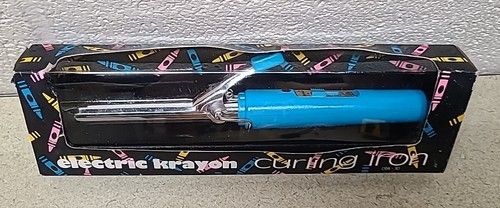 electric krayon curling iron